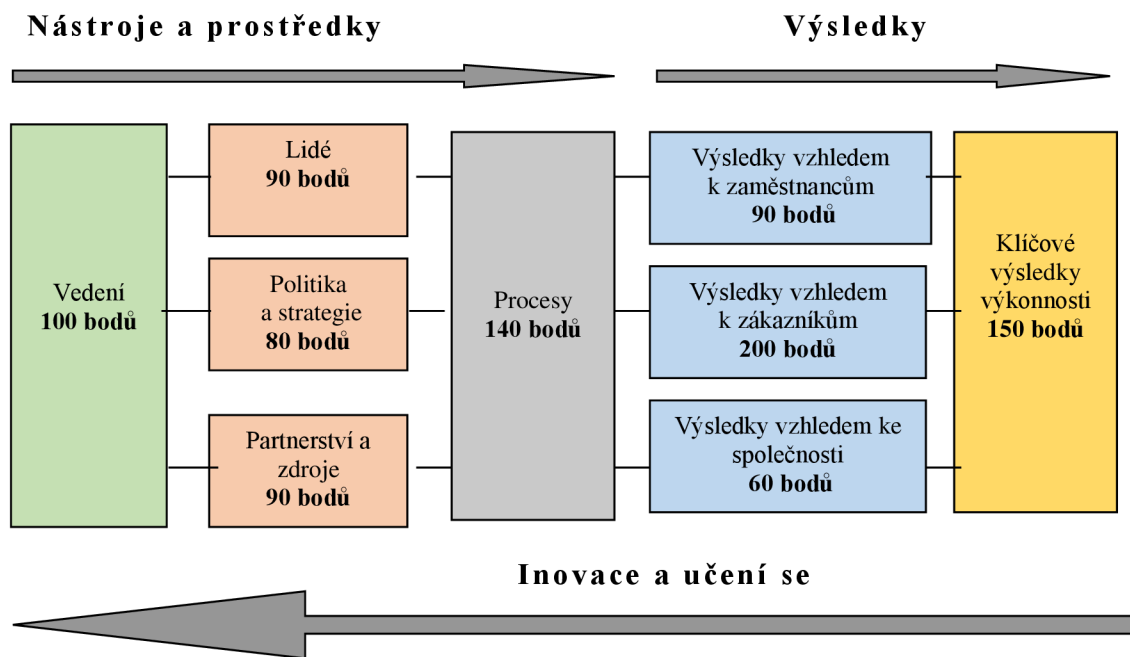 Nástroje a prostředky
Výsledky
Vedení
100 bodů
Lidé
90 bodů
Politika
a strategie
80 bodů
Partnerství a
zdroje
90 bodů
Procesy
140 bodů
Výsledky vzhledem
k zaměstnancům
90 bodů
Výsledky vzhledem
k zákazníkům
200 bodů
Výsledky vzhledem ke
společnosti
60 bodů
Klíčové
výsledky
výkonnosti
150 bodů
Inovace a učení se